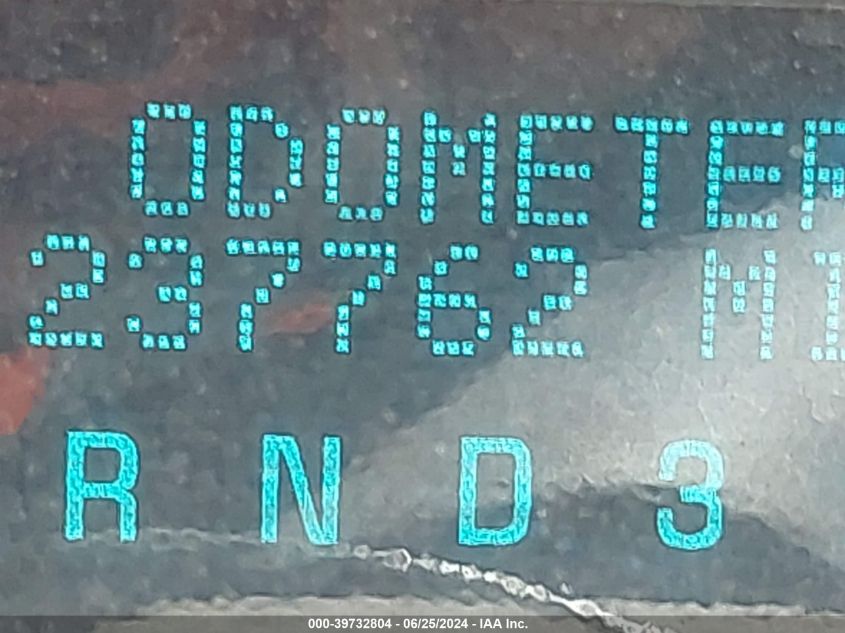 ODOMETER
237762 MI
R N D 3
000-39732804 - 06/25/2024 - IAA Inc.